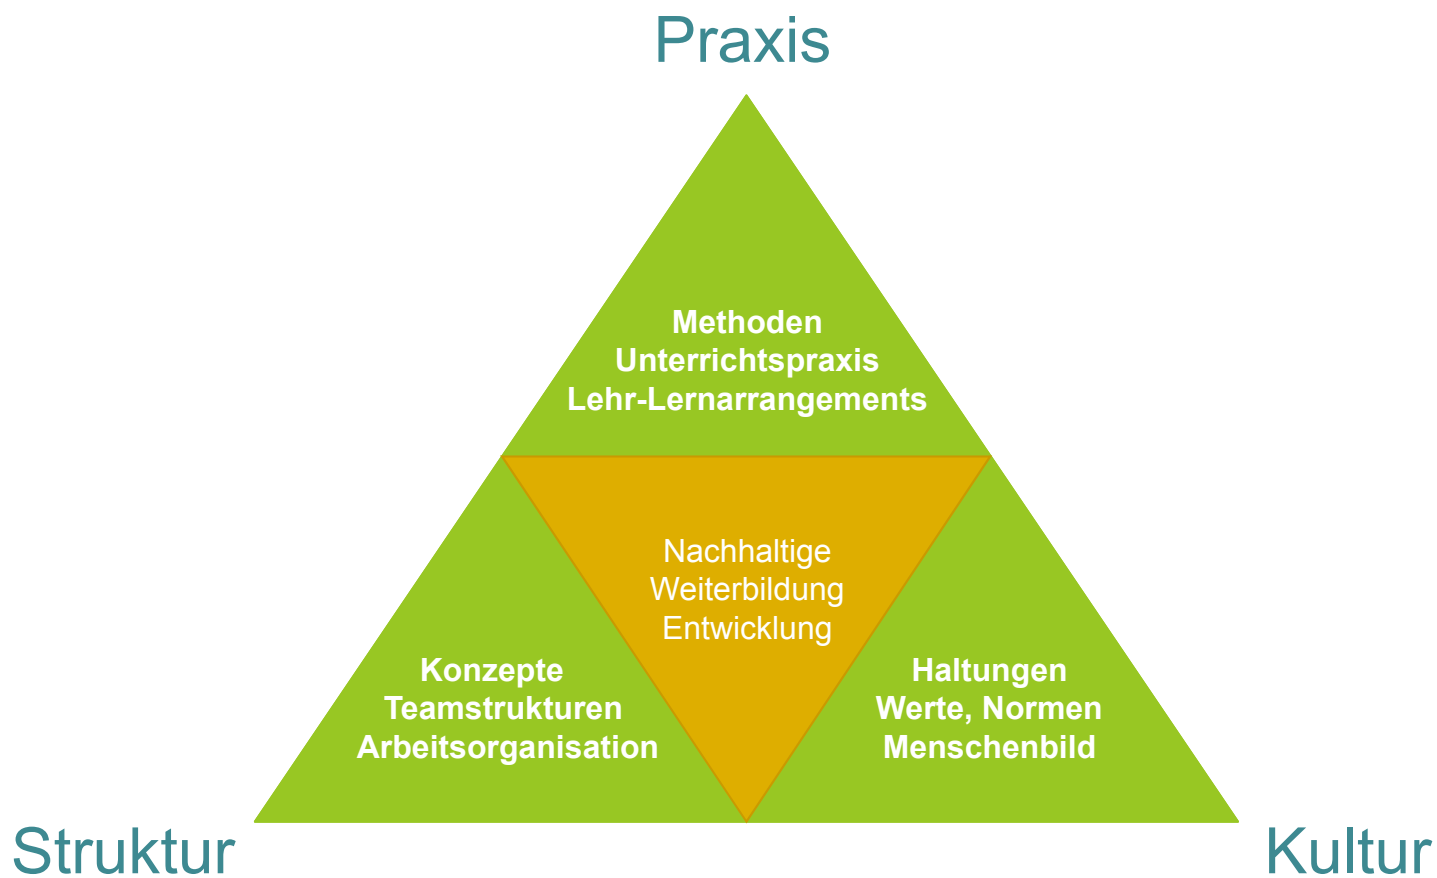 Praxis
Methoden
Unterrichtspraxis
Lehr-Lernarrangements
Nachhaltige
Weiterbildung
Entwicklung
Konzepte
Teamstrukturen
Arbeitsorganisation
Haltungen
Werte, Normen
Menschenbild
Struktur
Kultur